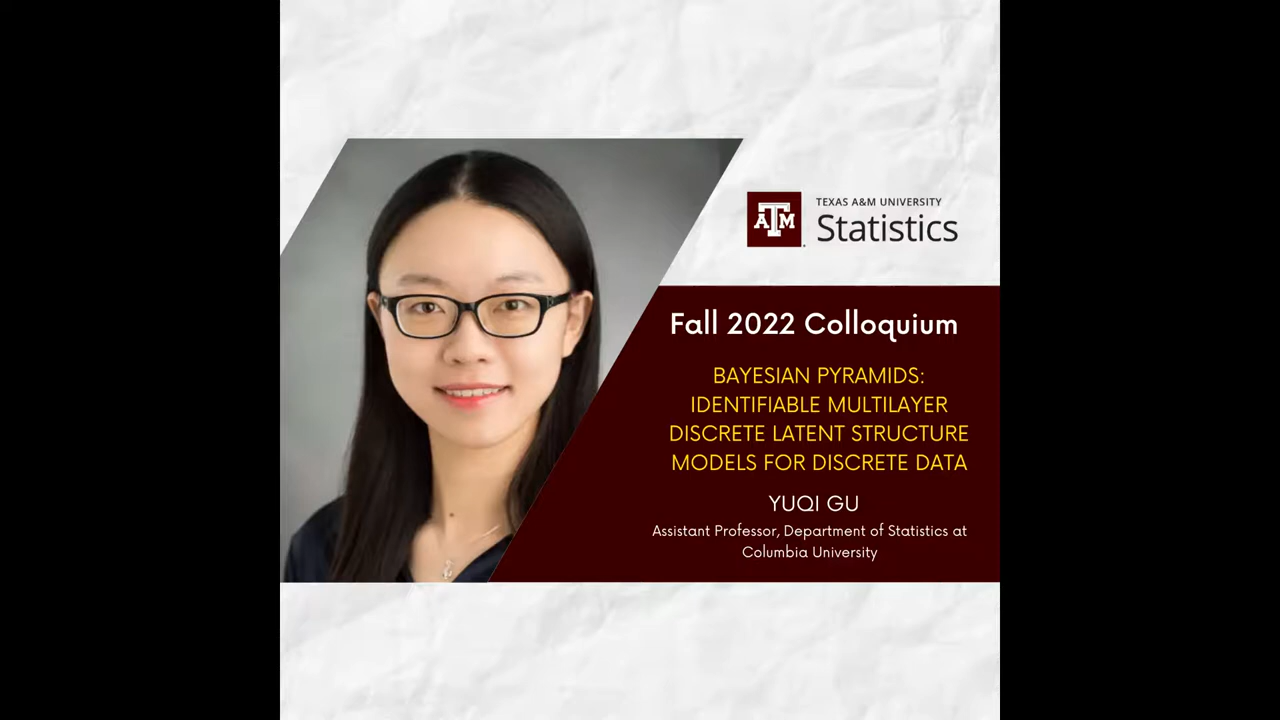 ATM
TEXAS A&M UNIVERSITY
Statistics
Fall 2022 Colloquium
BAYESIAN PYRAMIDS:
IDENTIFIABLE MULTILAYER
DISCRETE LATENT STRUCTURE
MODELS FOR DISCRETE DATA
YUQI GU
Assistant Professor, Department of Statistics at
Columbia University